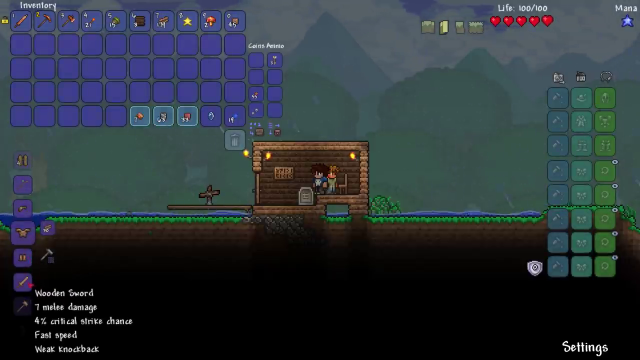 Inventory
Life: 100/100
Mana
Coins Ammo
Wooden Sword
7 melee damage
4% critical strike chance
Fast speed
Weak knockback
Settings